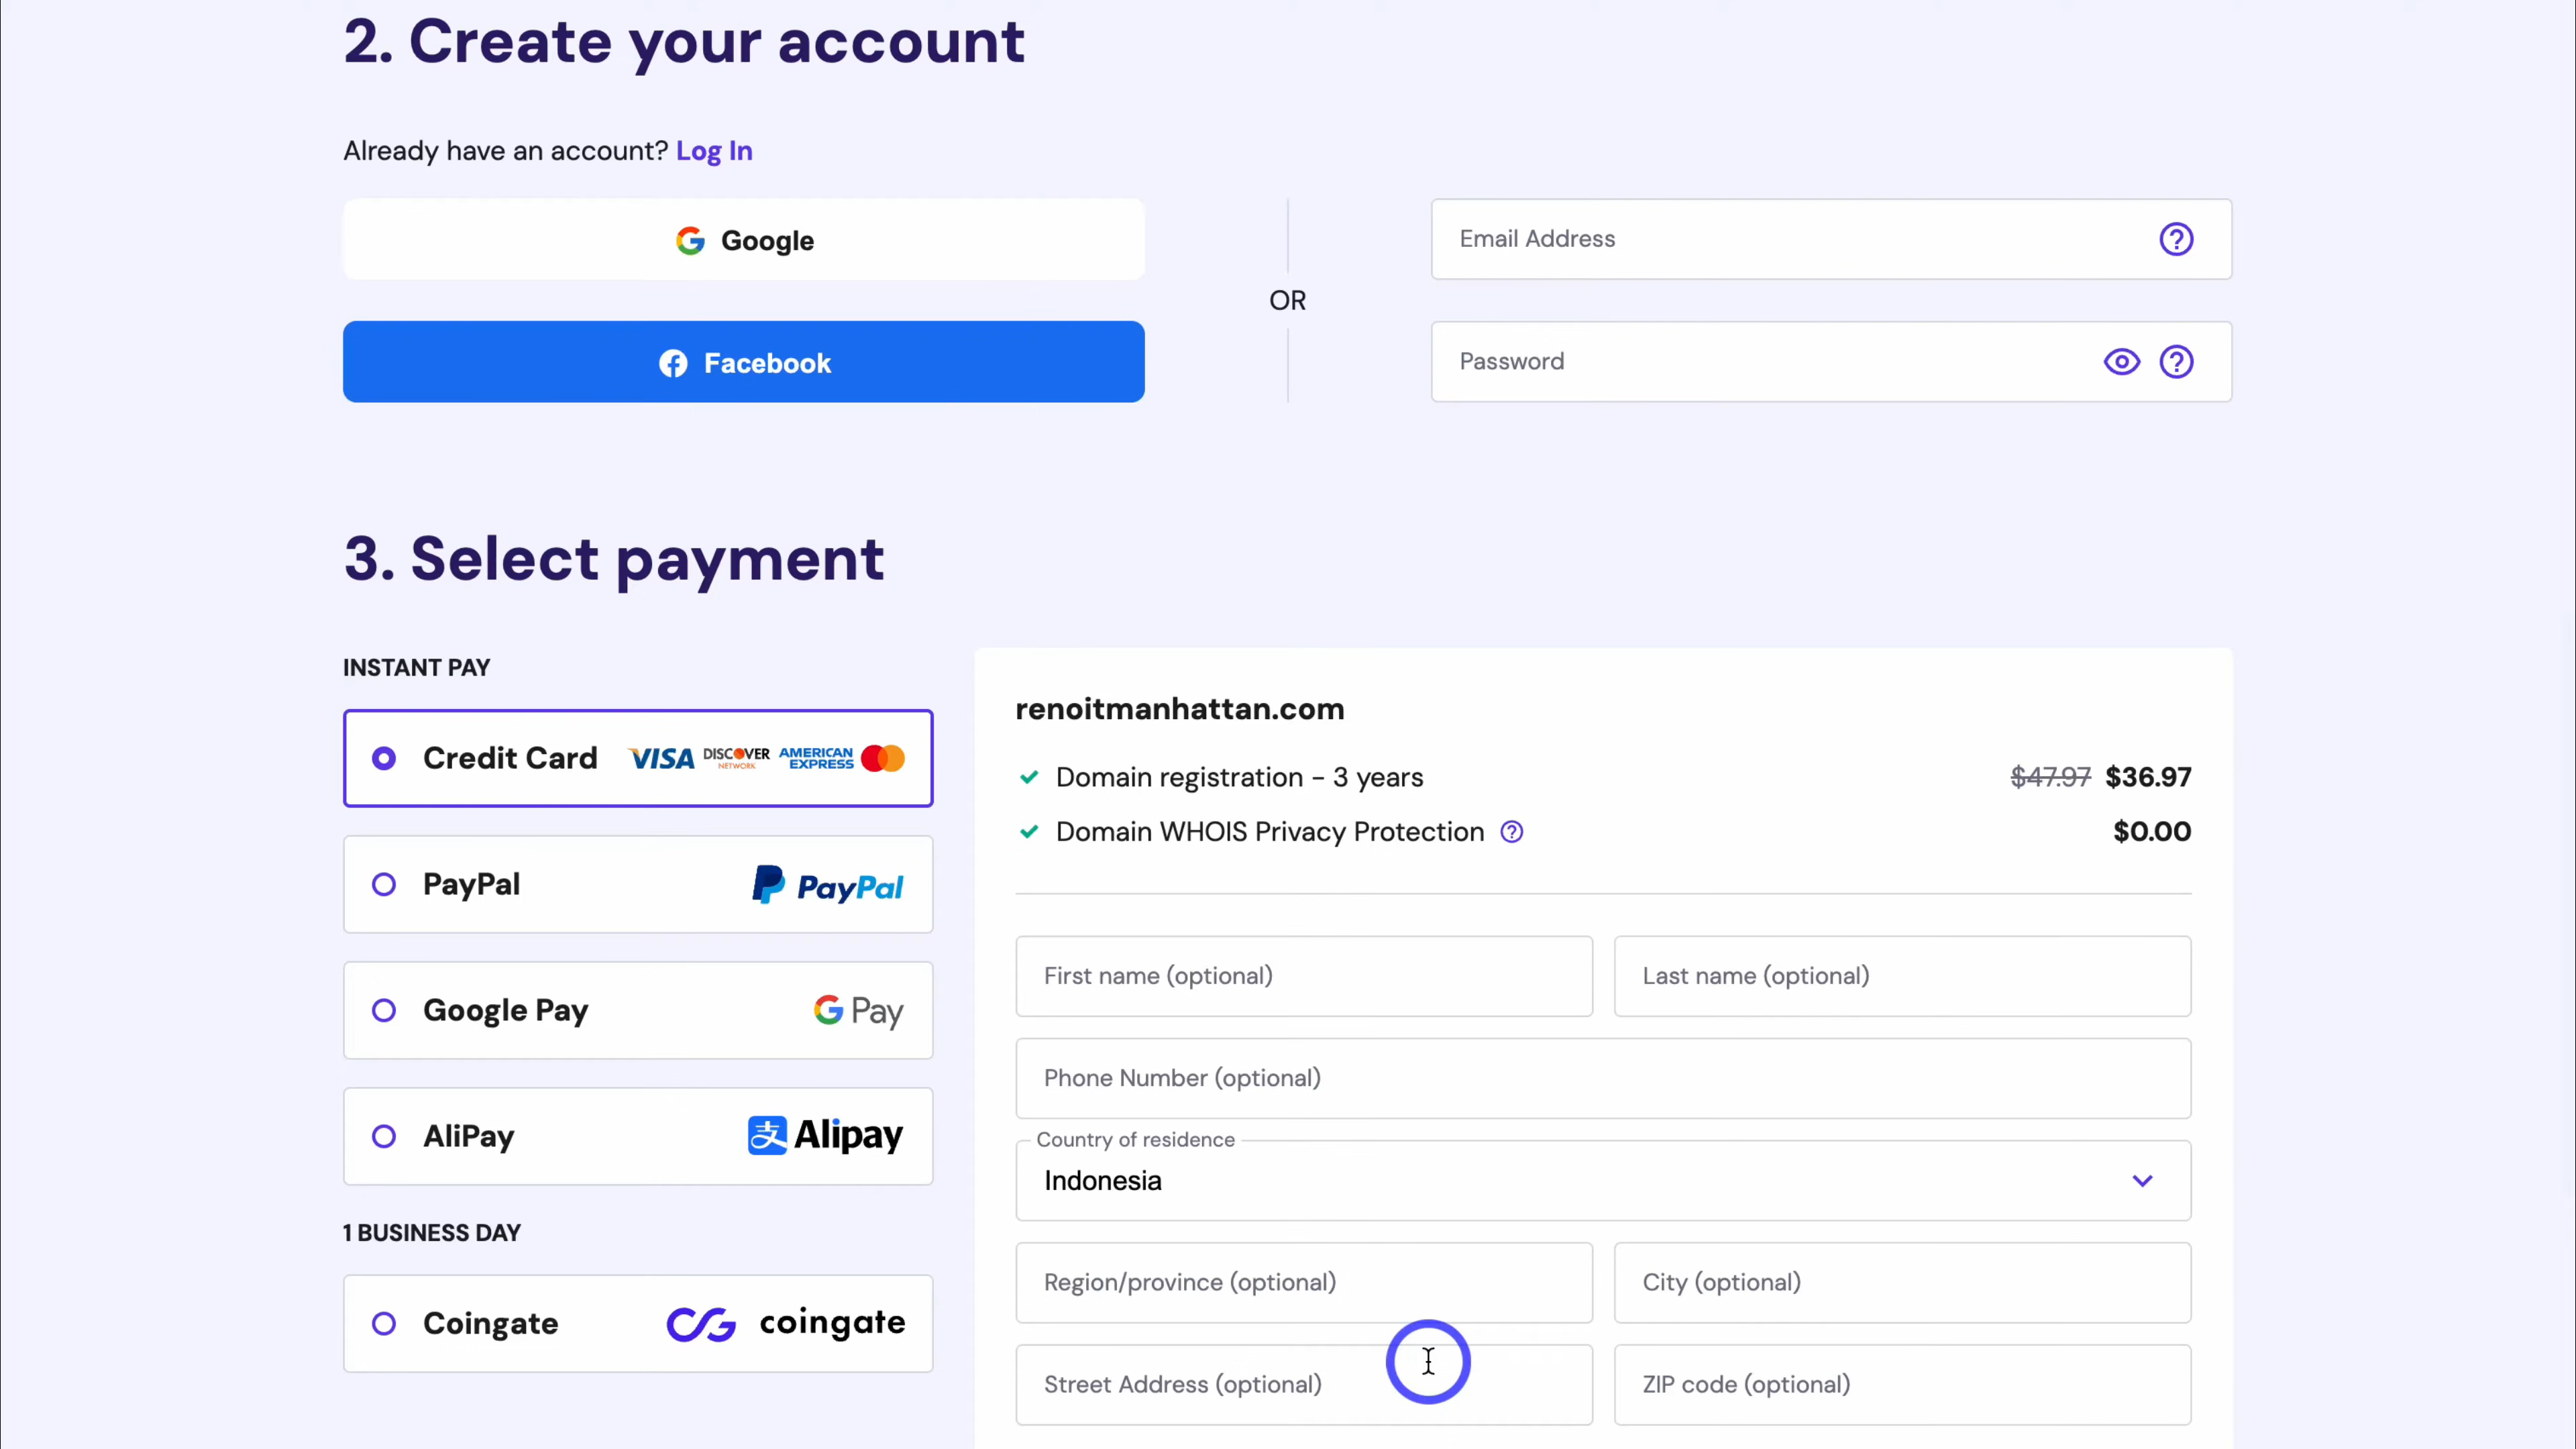 2. Create your account
Already have an account? Log In
Google
Facebook
OR
Email Address
Password
3. Select payment
INSTANT PAY
Credit Card VISA DISCOVER NETWORK AMERICAN EXPRESS
PayPal PayPal
Google Pay G Pay
AliPay 支 Alipay
1 BUSINESS DAY
Coingate CG coingate
renoitmanhattan.com
Domain registration - 3 years $47.97 $36.97
Domain WHOIS Privacy Protection $0.00
First name (optional) Last name (optional)
Phone Number (optional)
Country of residence
Indonesia
Region/province (optional) City (optional)
Street Address (optional) ZIP code (optional)